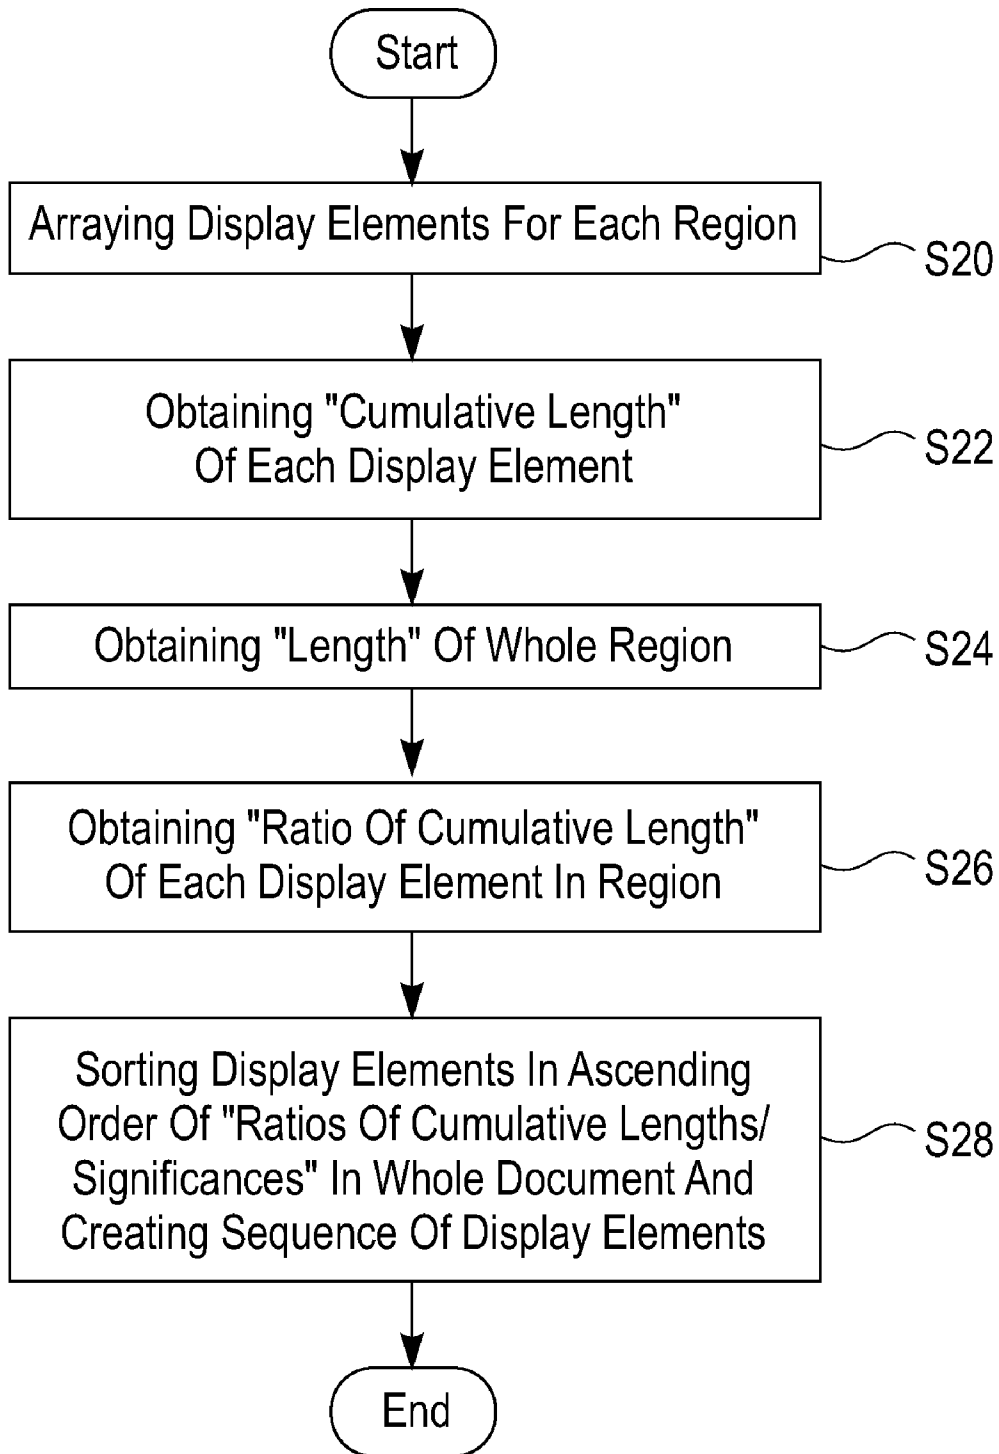 Start
Arraying Display Elements For Each Region
S20
Obtaining "Cumulative Length"
Of Each Display Element
S22
Obtaining "Length" Of Whole Region
S24
Obtaining "Ratio Of Cumulative Length"
Of Each Display Element In Region
S26
Sorting Display Elements In Ascending
Order Of "Ratios Of Cumulative Lengths/
Significances" In Whole Document And
Creating Sequence Of Display Elements
S28
End